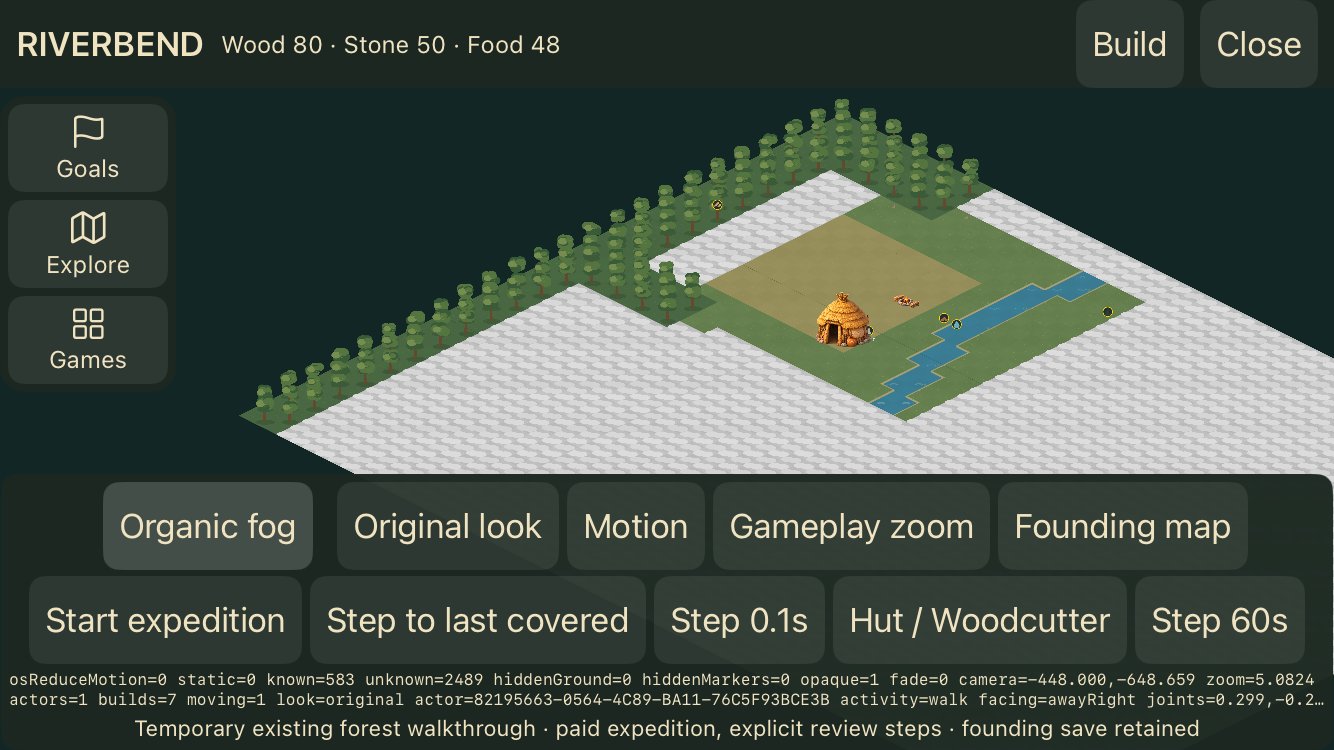 RIVERBEND Wood 80 · Stone 50 · Food 48 Build Close
Goals
Explore
Games
Organic fog Original look Motion Gameplay zoom Founding map
Start expedition Step to last covered Step 0.1s Hut / Woodcutter Step 60s
osReduceMotion=0 static=0 known=583 unknown=2489 hiddenGround=0 hiddenMarkers=0 opaque=1 fade=0 camera=−448.000,−648.659 zoom=5.0824
actors=1 builds=7 moving=1 look=original actor=82195663-0564-4C89-BA11-76C5F93BCE3B activity=walk facing=awayRight joints=0.299,−0.2…
Temporary existing forest walkthrough · paid expedition, explicit review steps · founding save retained